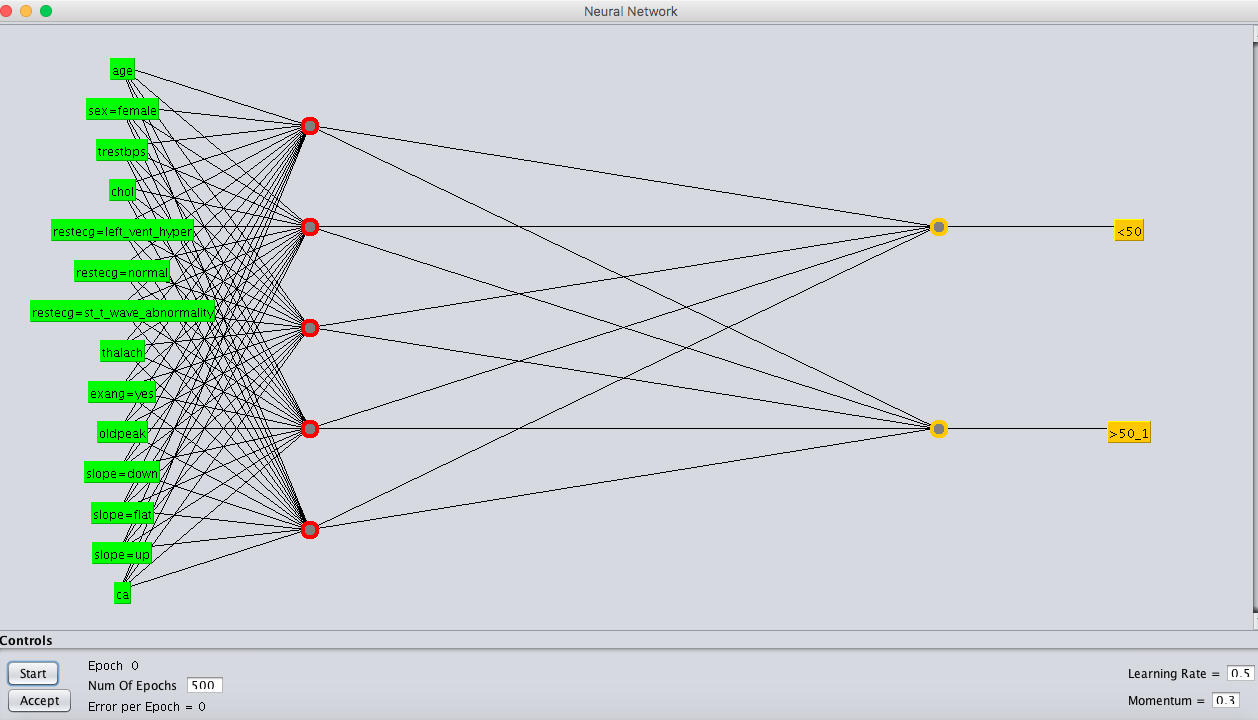 Neural Network
age
sex=female
trestbps
chol
restecg=left_vent_hyper
restecg=normal
restecg=st_t_wave_abnormality
thalach
exang=yes
oldpeak
slope=down
slope=flat
slope=up
ca
<50
>50_1
Controls
Start
Accept
Epoch 0
Num Of Epochs 500
Error per Epoch = 0
Learning Rate = 0.5
Momentum = 0.3